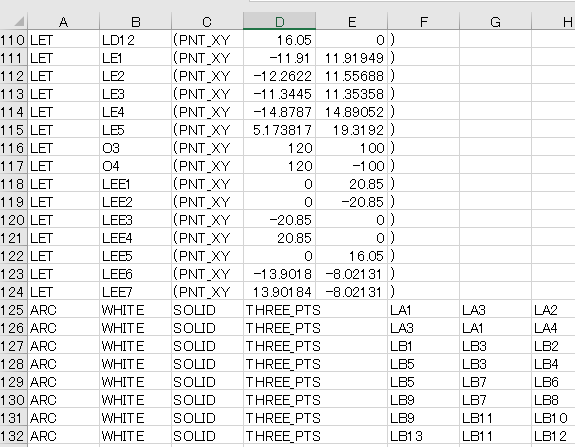 A B C D E F G H
110 LET LD12 (PNT_XY 16.05 0 )
111 LET LE1 (PNT_XY -11.91 11.91949 )
112 LET LE2 (PNT_XY -12.2622 11.55688 )
113 LET LE3 (PNT_XY -11.3445 11.35358 )
114 LET LE4 (PNT_XY -14.8787 14.89052 )
115 LET LE5 (PNT_XY 5.173817 19.3192 )
116 LET O3 (PNT_XY 120 100 )
117 LET O4 (PNT_XY 120 -100 )
118 LET LEE1 (PNT_XY 0 20.85 )
119 LET LEE2 (PNT_XY 0 -20.85 )
120 LET LEE3 (PNT_XY -20.85 0 )
121 LET LEE4 (PNT_XY 20.85 0 )
122 LET LEE5 (PNT_XY 0 16.05 )
123 LET LEE6 (PNT_XY -13.9018 -8.02131 )
124 LET LEE7 (PNT_XY 13.90184 -8.02131 )
125 ARC WHITE SOLID THREE_PTS LA1 LA3 LA2
126 ARC WHITE SOLID THREE_PTS LA3 LA1 LA4
127 ARC WHITE SOLID THREE_PTS LB1 LB3 LB2
128 ARC WHITE SOLID THREE_PTS LB5 LB3 LB4
129 ARC WHITE SOLID THREE_PTS LB5 LB7 LB6
130 ARC WHITE SOLID THREE_PTS LB9 LB7 LB8
131 ARC WHITE SOLID THREE_PTS LB9 LB11 LB10
132 ARC WHITE SOLID THREE_PTS LB13 LB11 LB12